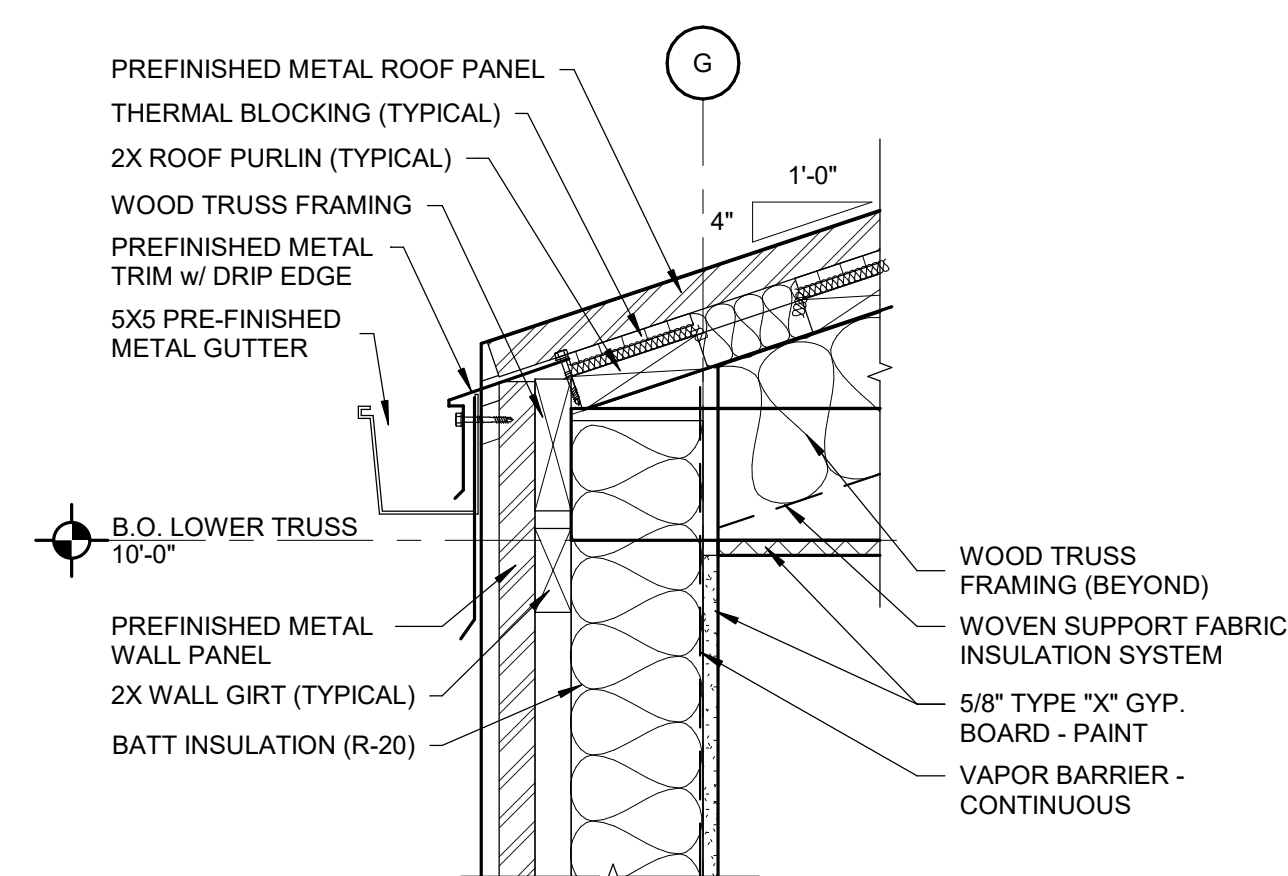 G
PREFINISHED METAL ROOF PANEL
THERMAL BLOCKING (TYPICAL)
2X ROOF PURLIN (TYPICAL)
WOOD TRUSS FRAMING
PREFINISHED METAL
TRIM w/ DRIP EDGE
5X5 PRE-FINISHED
METAL GUTTER
1'-0"
4"
B.O. LOWER TRUSS
10'-0"
PREFINISHED METAL
WALL PANEL
2X WALL GIRT (TYPICAL)
BATT INSULATION (R-20)
WOOD TRUSS
FRAMING (BEYOND)
WOVEN SUPPORT FABRIC
INSULATION SYSTEM
5/8" TYPE "X" GYP.
BOARD - PAINT
VAPOR BARRIER -
CONTINUOUS